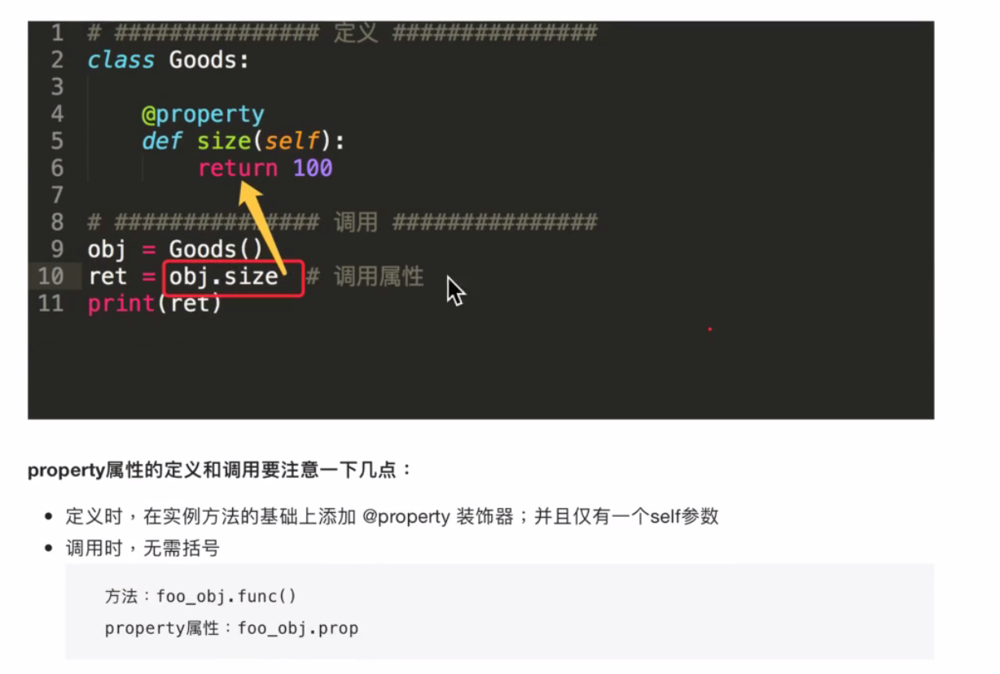 1 # ############### 定义 ###############
2 class Goods:
3
4 @property
5 def size(self):
6 return 100
7
8 # ############### 调用 ###############
9 obj = Goods()
10 ret = obj.size # 调用属性
11 print(ret)
property属性的定义和调用要注意一下几点：
• 定义时，在实例方法的基础上添加 @property 装饰器；并且仅有一个self参数
• 调用时，无需括号
方法：foo_obj.func()
property属性：foo_obj.prop